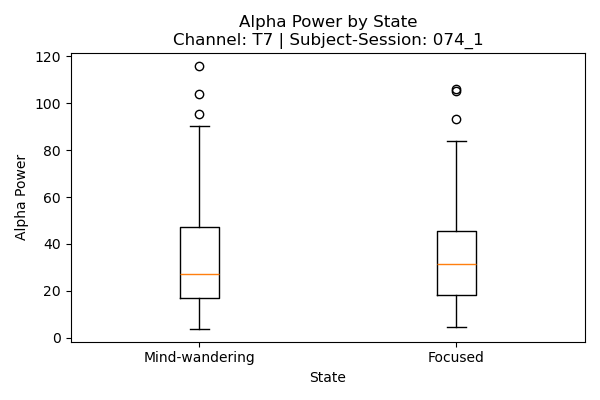 Alpha Power by State
Channel: T7 | Subject-Session: 074_1
120
100
80
60
40
20
0
Alpha Power
Mind-wandering
Focused
State